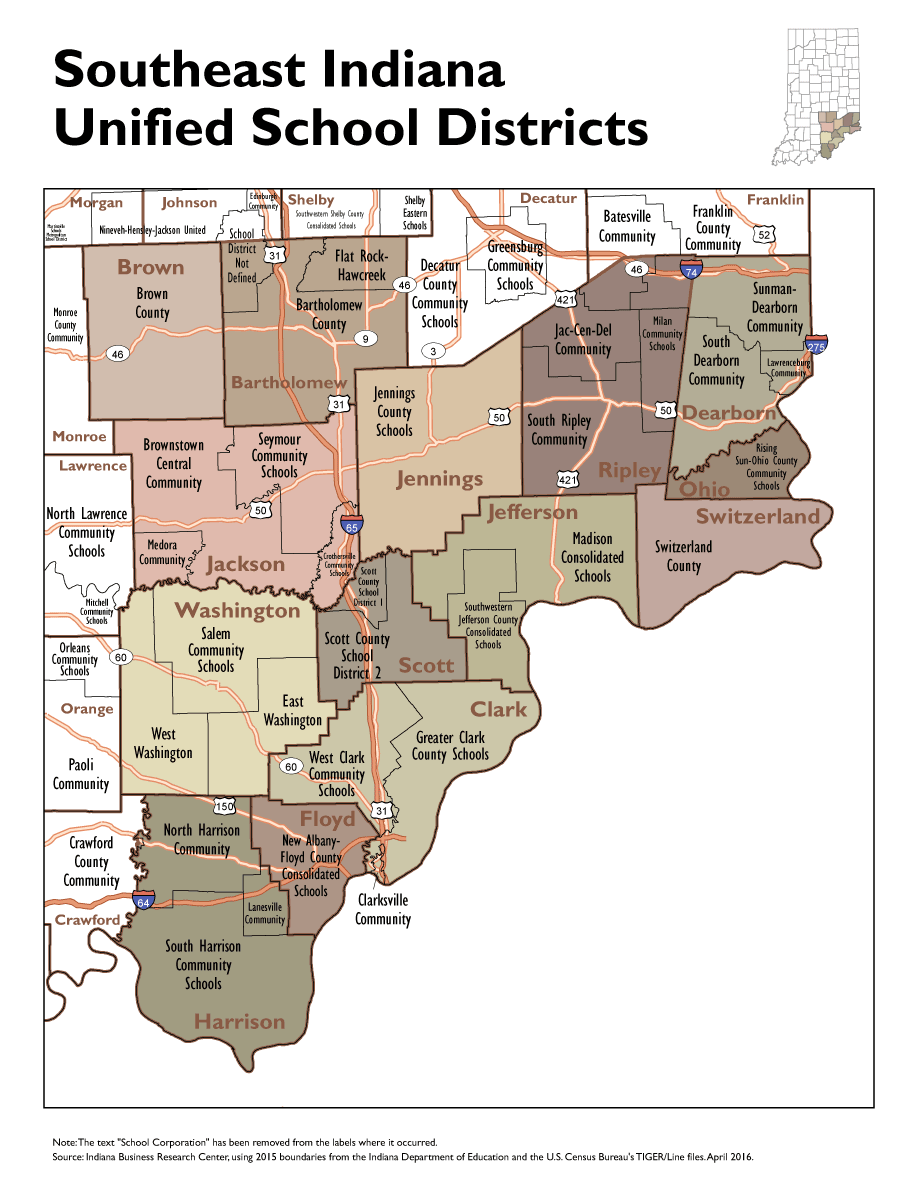 Southeast Indiana
Unified School Districts
Morgan
Johnson
Edinburgh
Community
Shelby
Southwestern Shelby County
Consolidated Schools
Shelby
Eastern
Schools
Decatur
Franklin
Nineveh-Hensley-Jackson United
School
District
Not
Defined
31
Batesville
Community
Franklin
County
Community
52
Brown
Brown
County
Flat Rock-
Hawcreek
46
Decatur
County
Community
Schools
Greensburg
Community
Schools
421
46
74
Sunman-
Dearborn
Community
Monroe
County
Community
46
Bartholomew
County
9
3
Jac-Cen-Del
Community
Milan
Community
Schools
South
Dearborn
Community
275
Lawrenceburg
Community
Bartholomew
31
Jennings
County
Schools
50
South Ripley
Community
50
Dearborn
Monroe
Lawrence
Brownstown
Central
Community
Seymour
Community
Schools
Jennings
421
Ripley
Rising
Sun-Ohio County
Community
Schools
Ohio
North Lawrence
Community
Schools
50
65
Jefferson
Switzerland
Medora
Community
Jackson
Crothersville
Community
Schools
Madison
Consolidated
Schools
Switzerland
County
Mitchell
Community
Schools
Scott
County
School
District 1
Washington
Salem
Community
Schools
Southwestern
Jefferson County
Consolidated
Schools
Orleans
Community
Schools
60
Scott County
School
District 2
Scott
Orange
East
Washington
Clark
West
Washington
Greater Clark
County Schools
Paoli
Community
60
West Clark
Community
Schools
150
31
North Harrison
Community
Floyd
New Albany-
Floyd County
Consolidated
Schools
Crawford
County
Community
64
Lanesville
Community
Clarksville
Community
Crawford
South Harrison
Community
Schools
Harrison
Note: The text "School Corporation" has been removed from the labels where it occurred.
Source: Indiana Business Research Center, using 2015 boundaries from the Indiana Department of Education and the U.S. Census Bureau's TIGER/Line files. April 2016.